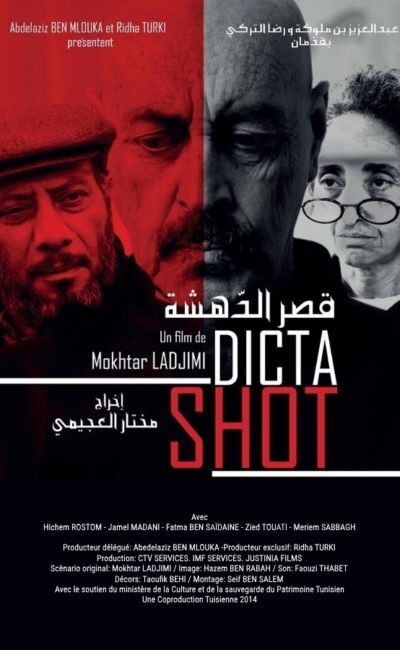 Abdelaziz BEN MLOUKA et Ridha TURKI
présentent
عبدالعزيز بن ملوكة و رضا التركي
يقدمان
قصر الدّهشة
Un film de
Mokhtar LADJIMI
DICTA
SHOT
إخراج
مختار العجيمي
Avec
Hichem ROSTOM - Jamel MADANI - Fatma BEN SAÏDAINE - Zied TOUATI - Meriem SABBAGH
Producteur délégué: Abedelaziz BEN MLOUKA -Producteur exclusif: Ridha TURKI
Production: CTV SERVICES. IMF SERVICES. JUSTINIA FILMS
Scénario original: Mokhtar LADJIMI / Image: Hazem BEN RABAH / Son: Faouzi THABET
Décors: Taoufik BEHI / Montage: Seif BEN SALEM
Avec le soutien du ministère de la Culture et de la sauvegarde du Patrimoine Tunisien
Une Coproduction Tuisienne 2014